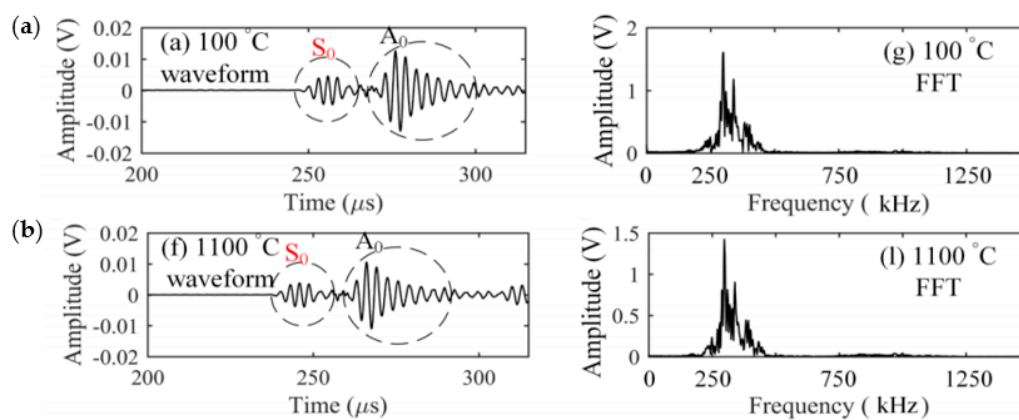 (a)
Amplitude (V)
0.02
0.01
0
-0.01
-0.02
(a) 100 °C
waveform
S₀
A₀
200
250
300
Time (μs)
Amplitude (V)
2
1
0
(g) 100 °C
FFT
0
250
750
1250
Frequency ( kHz)
(b)
Amplitude (V)
0.02
0.01
0
-0.01
-0.02
(f) 1100 °C
waveform
S₀
A₀
200
250
300
Time (μs)
Amplitude (V)
1.5
1
0.5
0
(l) 1100 °C
FFT
0
250
750
1250
Frequency ( kHz)